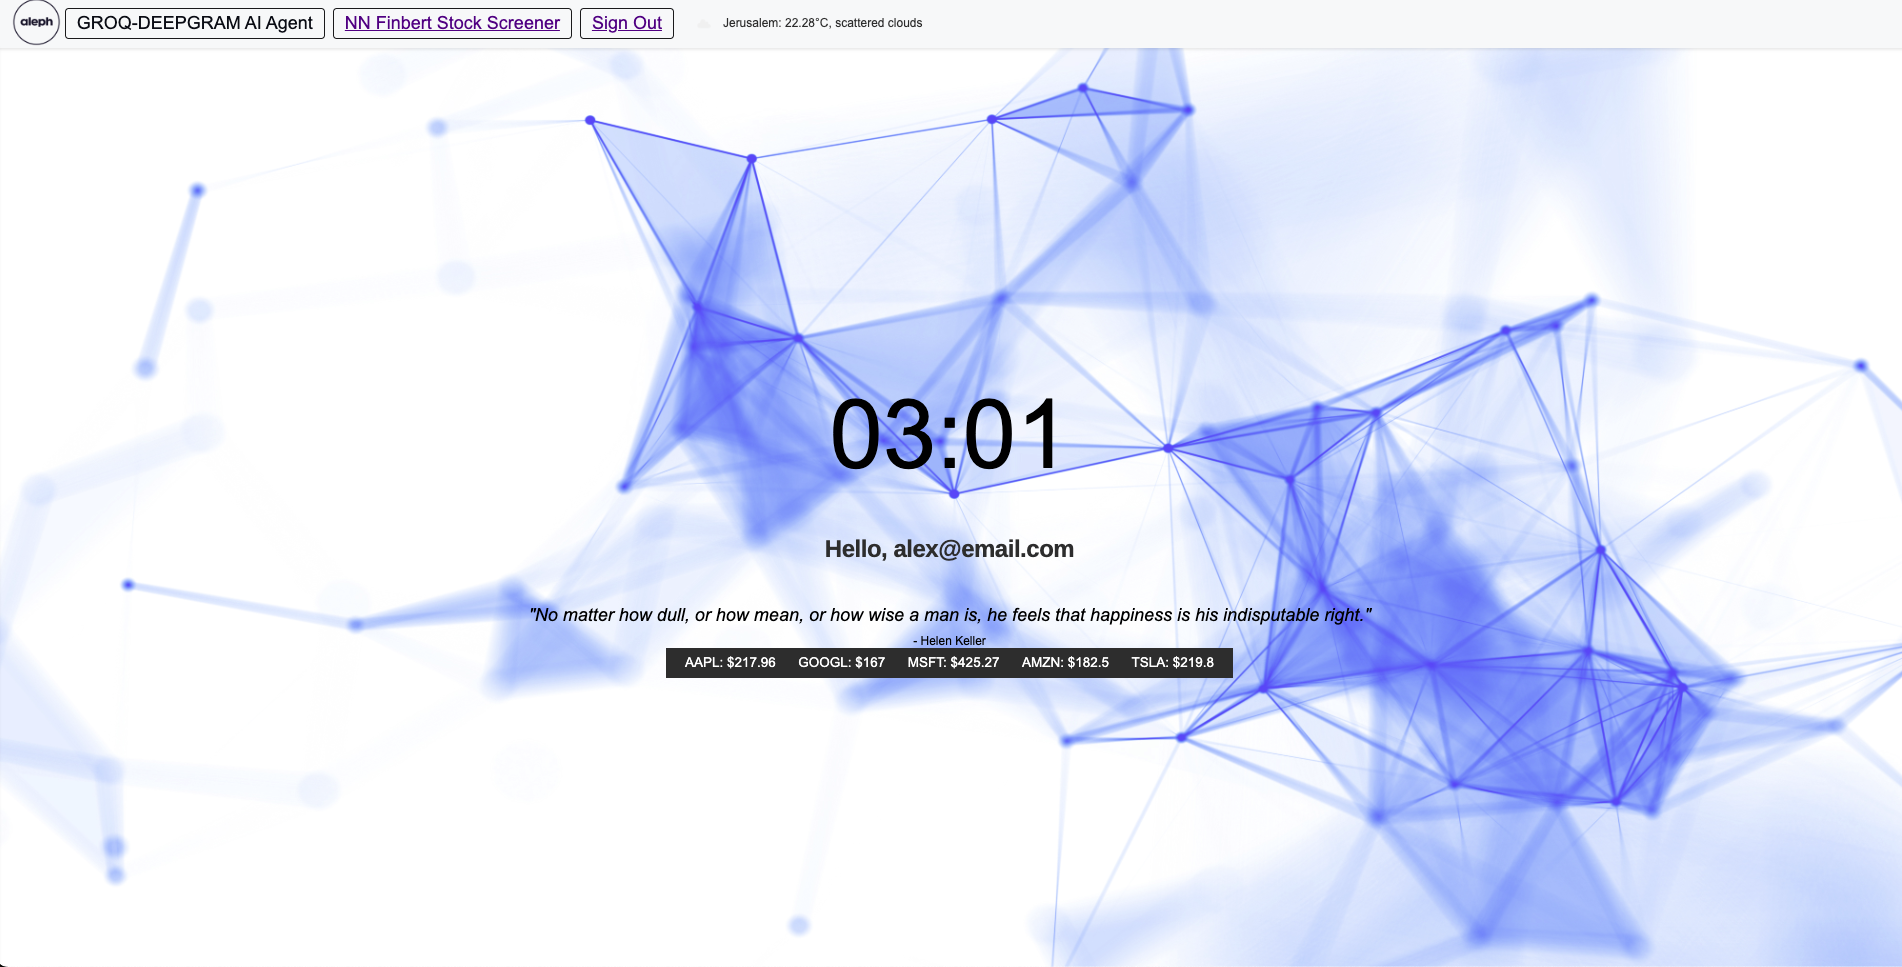 aleph
GROQ-DEEPGRAM AI Agent
NN Finbert Stock Screener
Sign Out
Jerusalem: 22.28°C, scattered clouds
03:01
Hello, alex@email.com
"No matter how dull, or how mean, or how wise a man is, he feels that happiness is his indisputable right."
- Helen Keller
AAPL: $217.96 GOOGL: $167 MSFT: $425.27 AMZN: $182.5 TSLA: $219.8